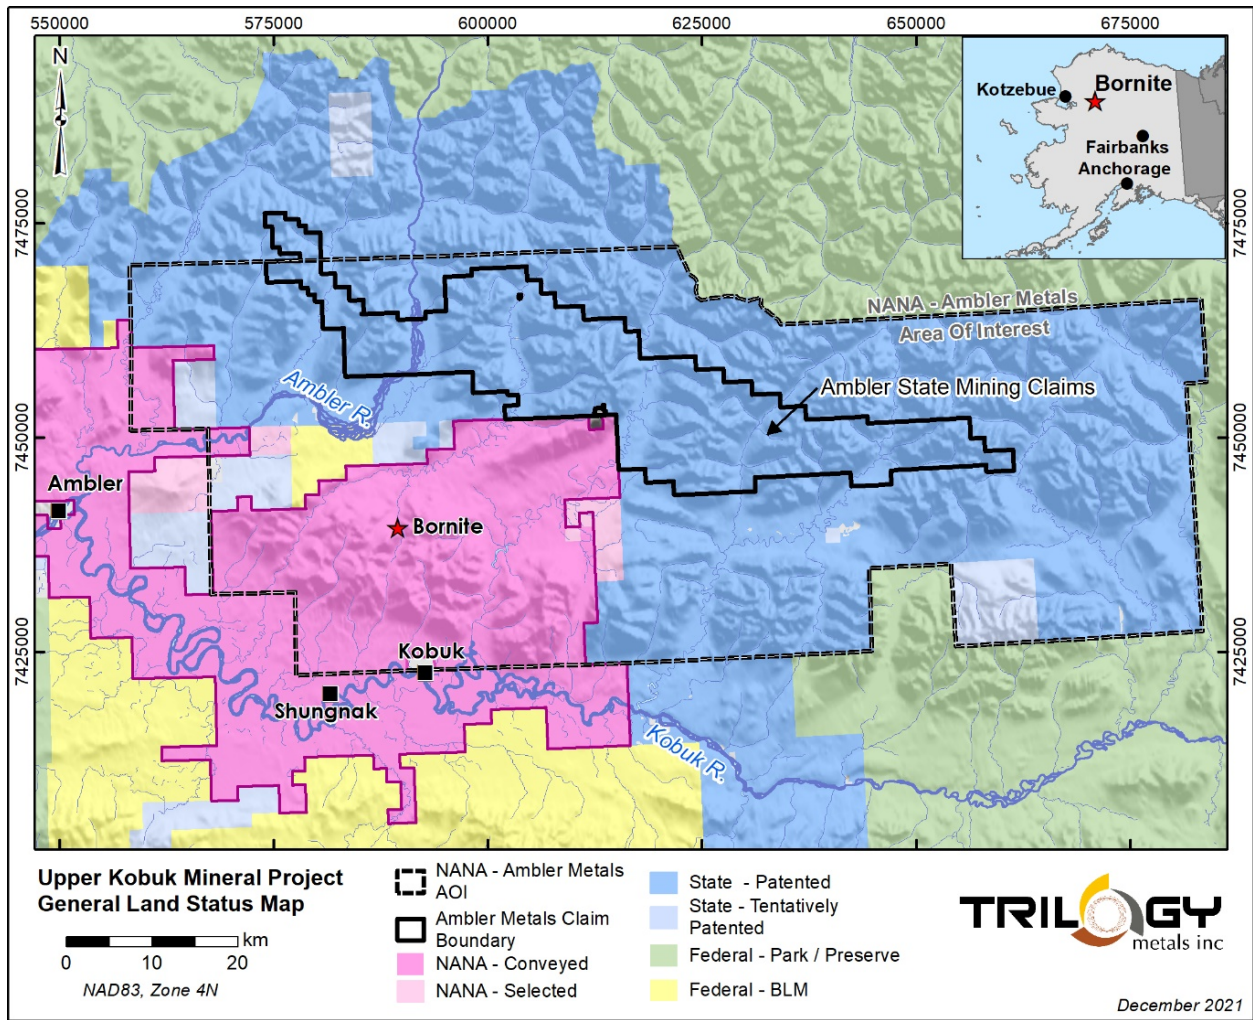 550000 575000 600000 625000 650000 675000
N
Kotzebue
Bornite
Fairbanks
Anchorage
7475000
7475000
NANA - Ambler Metals
Area Of Interest
Ambler State Mining Claims
Ambler R.
7450000
7450000
Ambler
Bornite
Kobuk
7425000
7425000
Shungnak
Kobuk R.
Upper Kobuk Mineral Project
General Land Status Map
km
0 10 20
NAD83, Zone 4N
NANA - Ambler Metals
AOI
Ambler Metals Claim
Boundary
NANA - Conveyed
NANA - Selected
State - Patented
State - Tentatively
Patented
Federal - Park / Preserve
Federal - BLM
TRILOGY
metals inc
December 2021